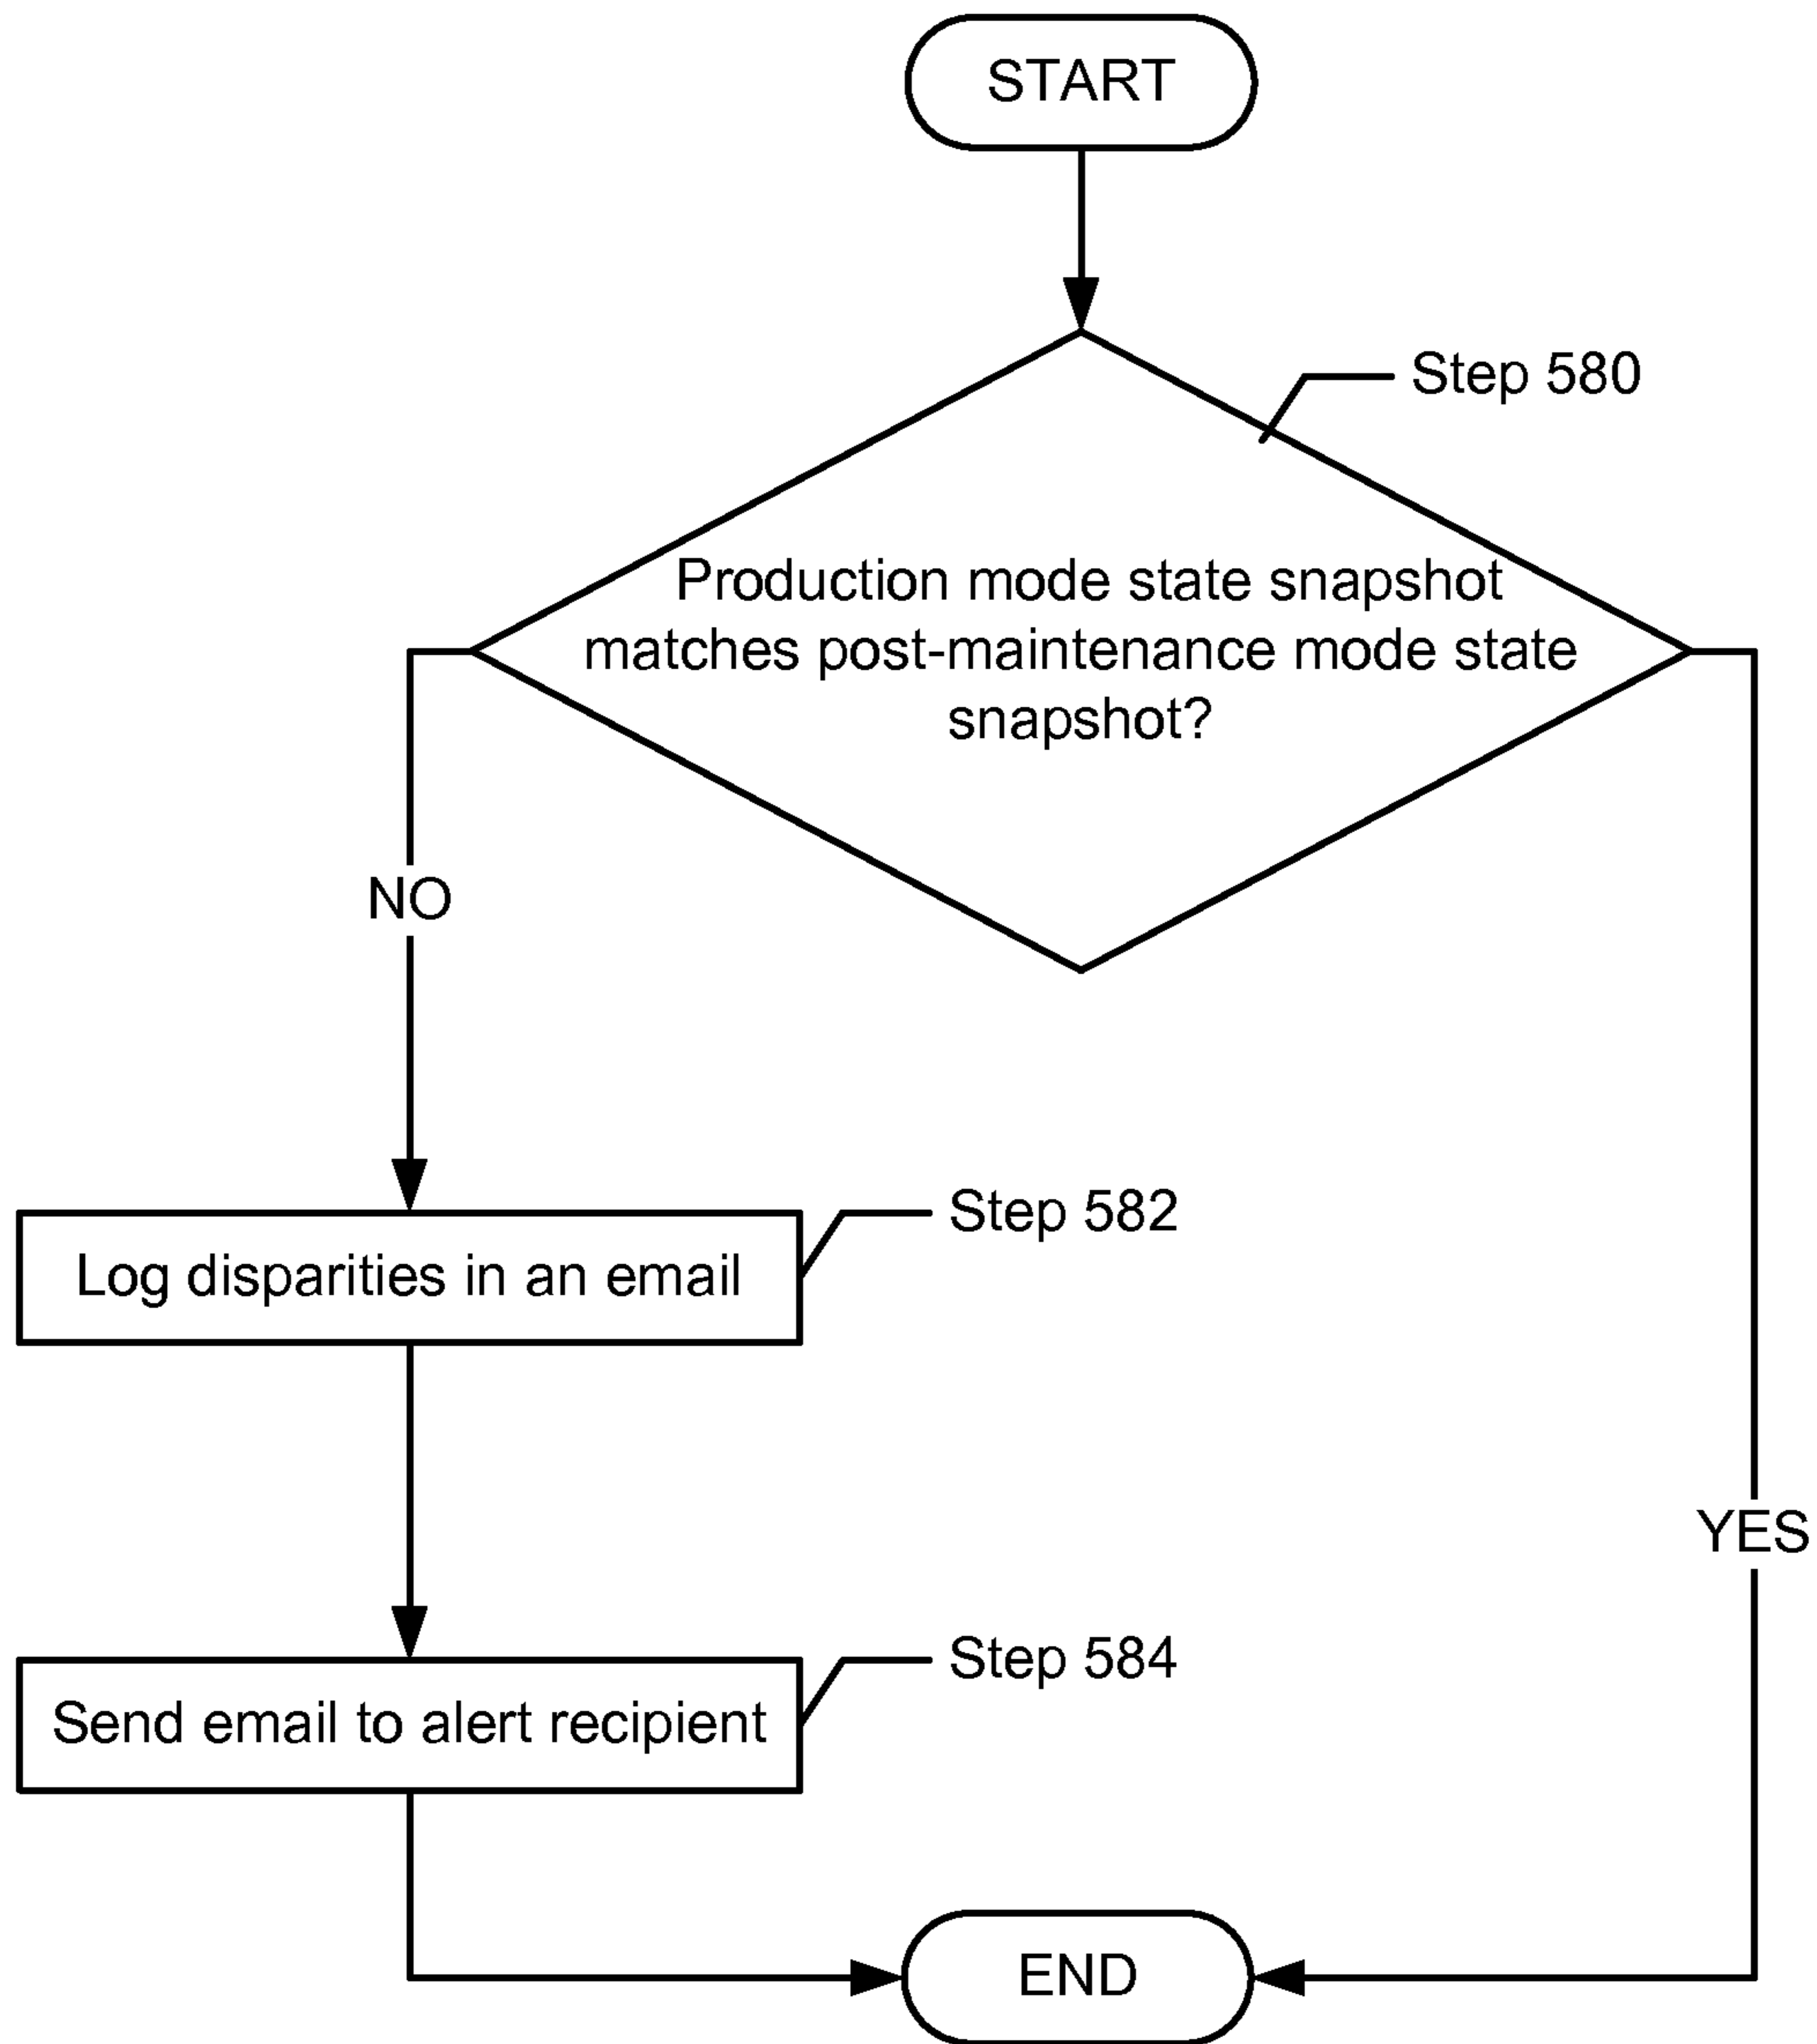 START
Step 580
Production mode state snapshot
matches post-maintenance mode state
snapshot?
NO
Step 582
Log disparities in an email
YES
Step 584
Send email to alert recipient
END